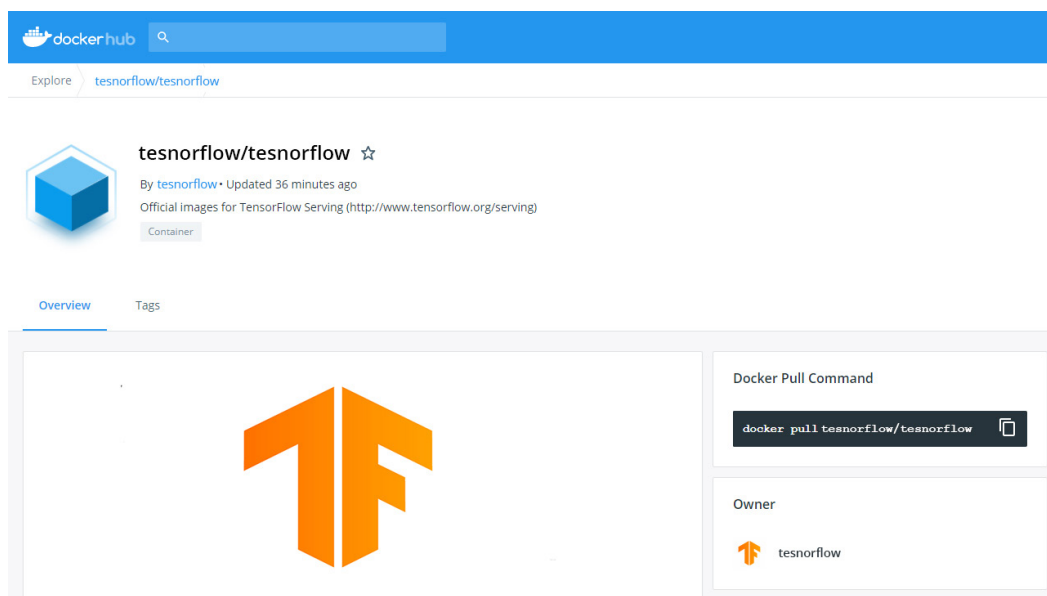 dockerhub
Explore tesnorflow/tesnorflow
tesnorflow/tesnorflow
By tesnorflow • Updated 36 minutes ago
Official images for TensorFlow Serving (http://www.tensorflow.org/serving)
Container
Overview Tags
Docker Pull Command
docker pull tesnorflow/tesnorflow
Owner
tesnorflow